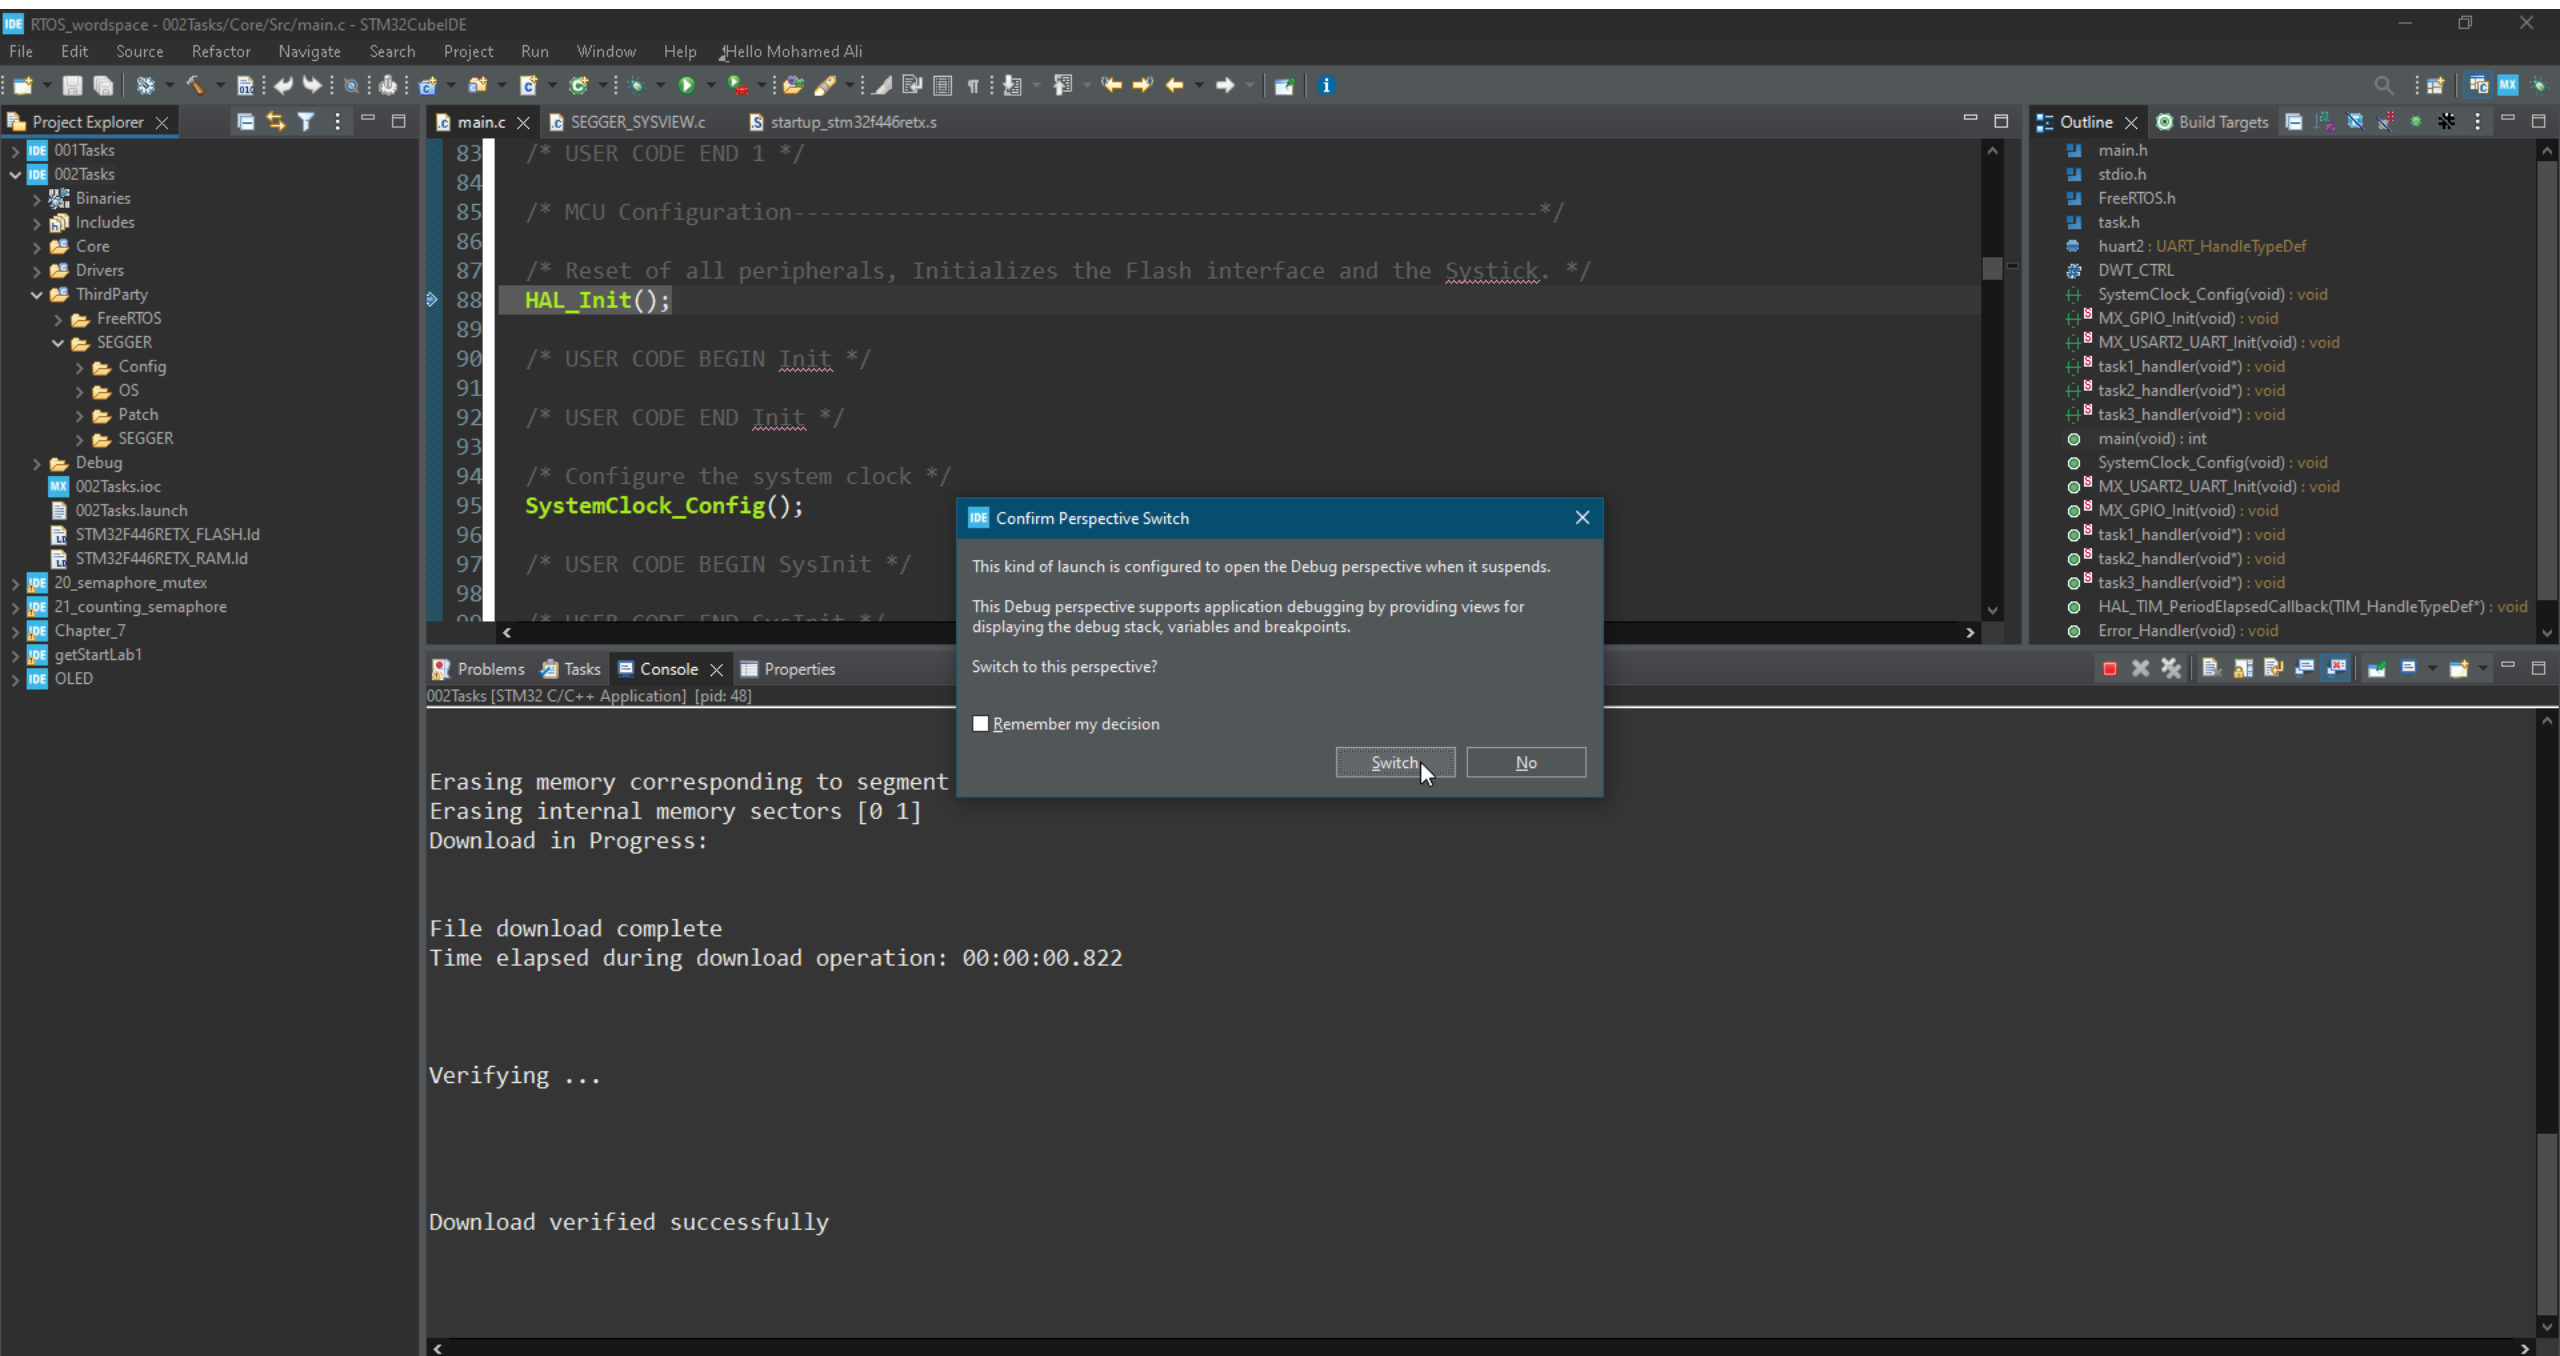 IDE RTOS_wordspace - 002Tasks/Core/Src/main.c - STM32CubeIDE
File Edit Source Refactor Navigate Search Project Run Window Help Hello Mohamed Ali
Project Explorer
001Tasks
002Tasks
Binaries
Includes
Core
Drivers
ThirdParty
FreeRTOS
SEGGER
Config
OS
Patch
SEGGER
Debug
002Tasks.ioc
002Tasks.launch
STM32F446RETX_FLASH.ld
STM32F446RETX_RAM.ld
20_semaphore_mutex
21_counting_semaphore
Chapter_7
getStartLab1
OLED
main.c SEGGER_SYSVIEW.c startup_stm32f446retx.s
83 /* USER CODE END 1 */
84
85 /* MCU Configuration--------------------------------------------------------*/
86
87 /* Reset of all peripherals, Initializes the Flash interface and the Systick. */
88 HAL_Init();
89
90 /* USER CODE BEGIN Init */
91
92 /* USER CODE END Init */
93
94 /* Configure the system clock */
95 SystemClock_Config();
96
97 /* USER CODE BEGIN SysInit */
98
99 /* USER CODE END SysInit */
Outline Build Targets
main.h
stdio.h
FreeRTOS.h
task.h
huart2 : UART_HandleTypeDef
DWT_CTRL
SystemClock_Config(void) : void
MX_GPIO_Init(void) : void
MX_USART2_UART_Init(void) : void
task1_handler(void*) : void
task2_handler(void*) : void
task3_handler(void*) : void
main(void) : int
SystemClock_Config(void) : void
MX_USART2_UART_Init(void) : void
MX_GPIO_Init(void) : void
task1_handler(void*) : void
task2_handler(void*) : void
task3_handler(void*) : void
HAL_TIM_PeriodElapsedCallback(TIM_HandleTypeDef*) : void
Error_Handler(void) : void
IDE Confirm Perspective Switch
This kind of launch is configured to open the Debug perspective when it suspends.
This Debug perspective supports application debugging by providing views for
displaying the debug stack, variables and breakpoints.
Switch to this perspective?
Remember my decision
Switch No
Problems Tasks Console Properties
002Tasks [STM32 C/C++ Application] [pid: 48]
Erasing memory corresponding to segment
Erasing internal memory sectors [0 1]
Download in Progress:
File download complete
Time elapsed during download operation: 00:00:00.822
Verifying ...
Download verified successfully